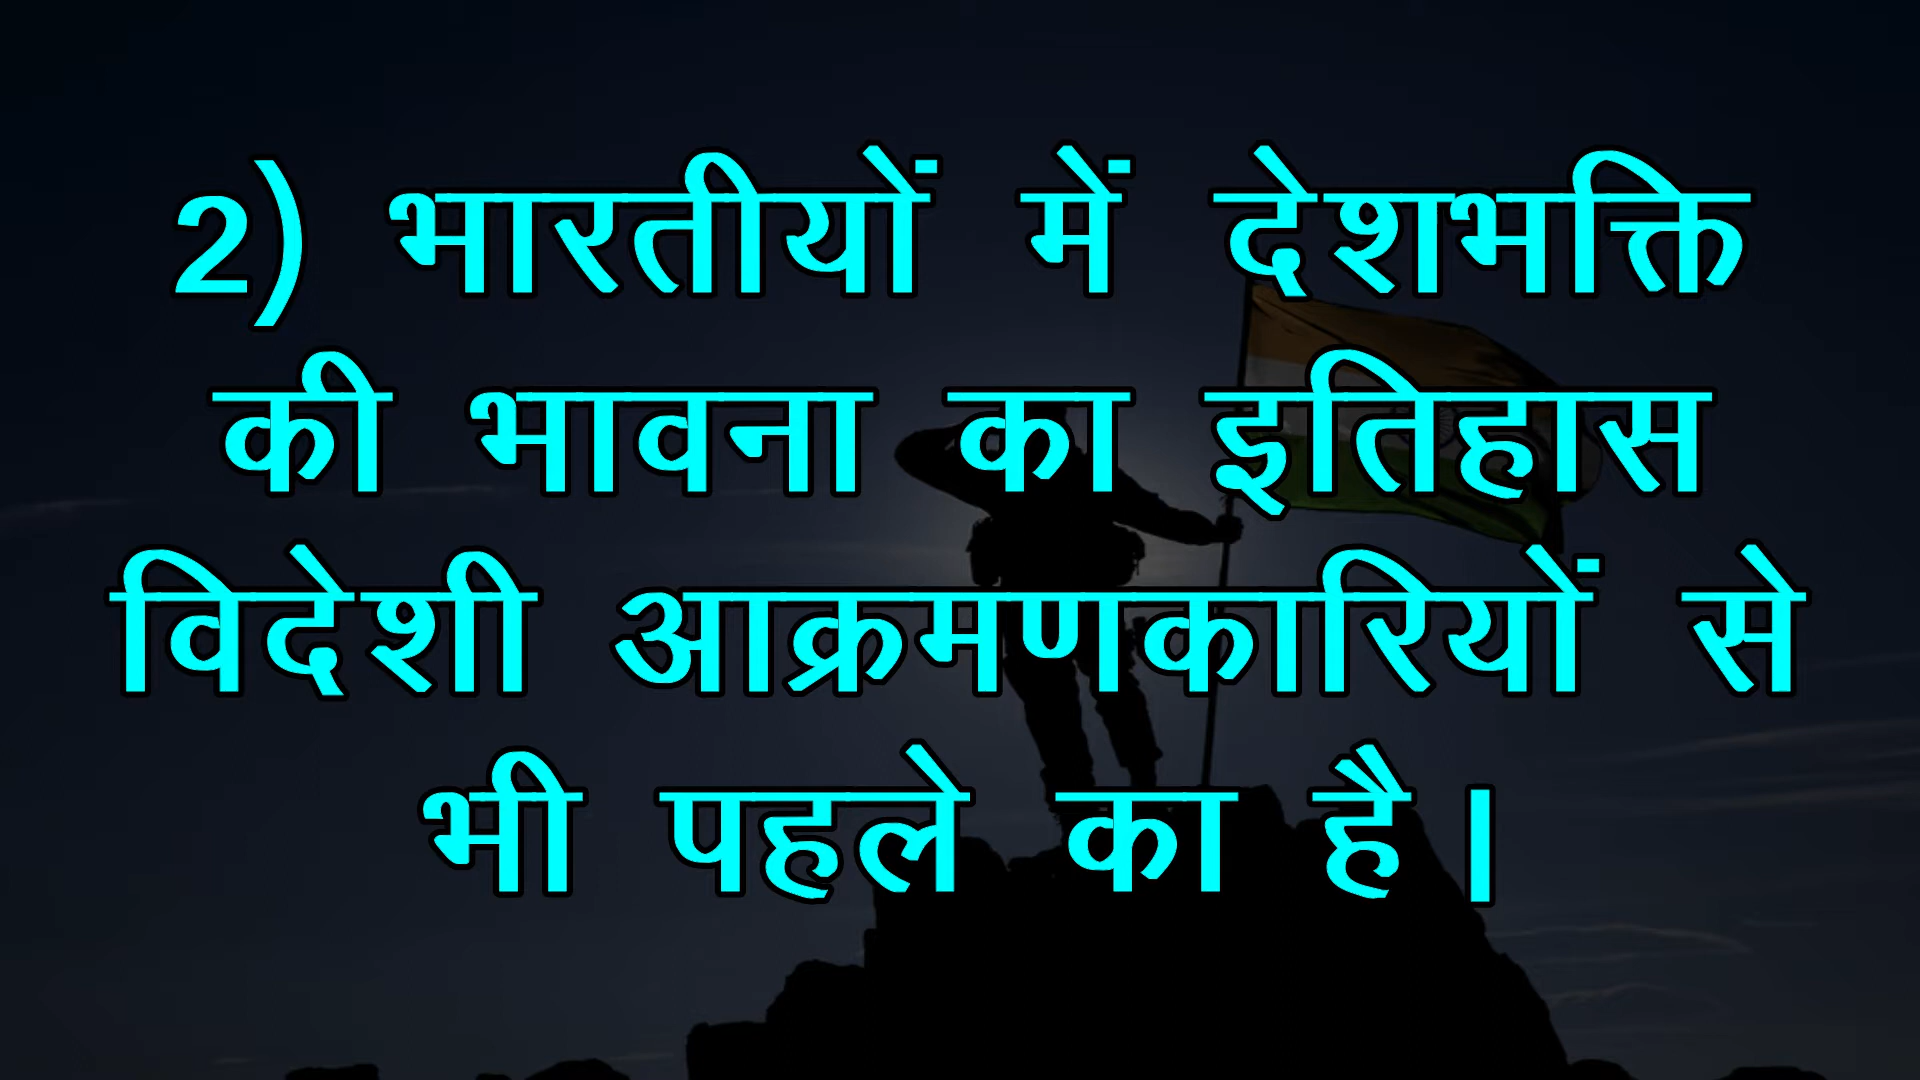 2) भारतीयों में देशभक्ति
की भावना का इतिहास
विदेशी आक्रमणकारियों से
भी पहले का है।